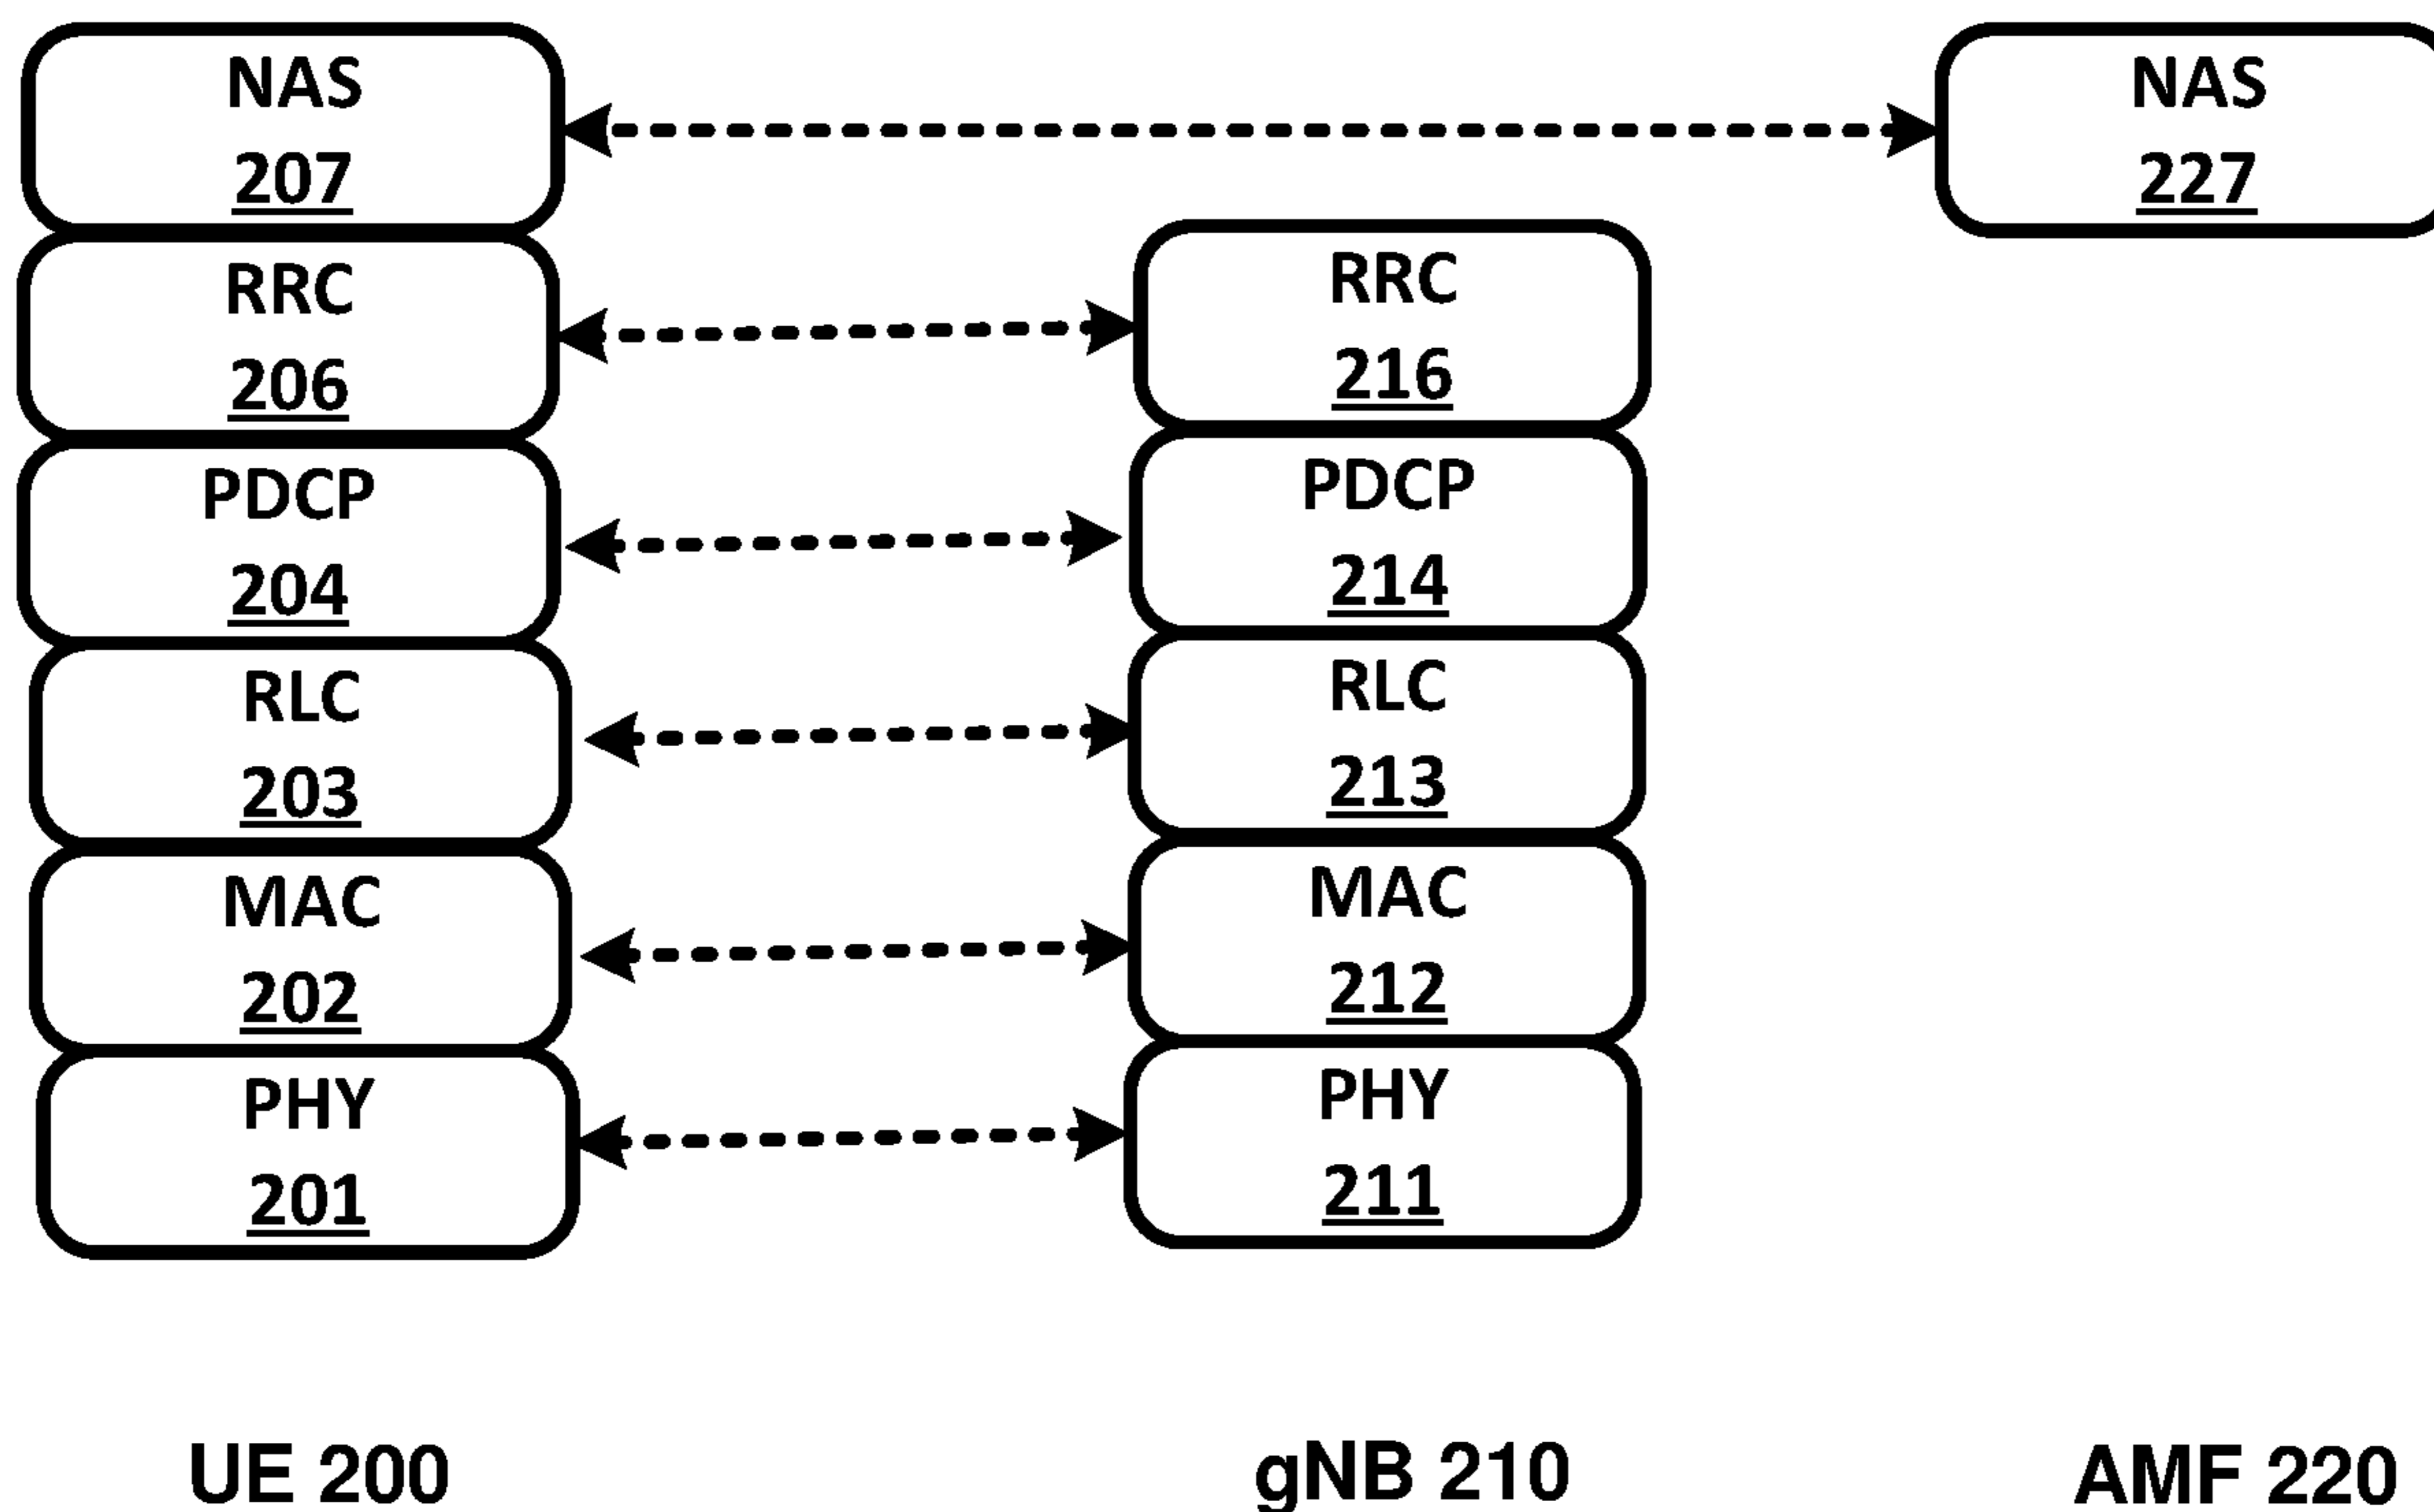 NAS
207
NAS
227
RRC
206
RRC
216
PDCP
204
PDCP
214
RLC
203
RLC
213
MAC
202
MAC
212
PHY
201
PHY
211
UE 200
gNB 210
AMF 220